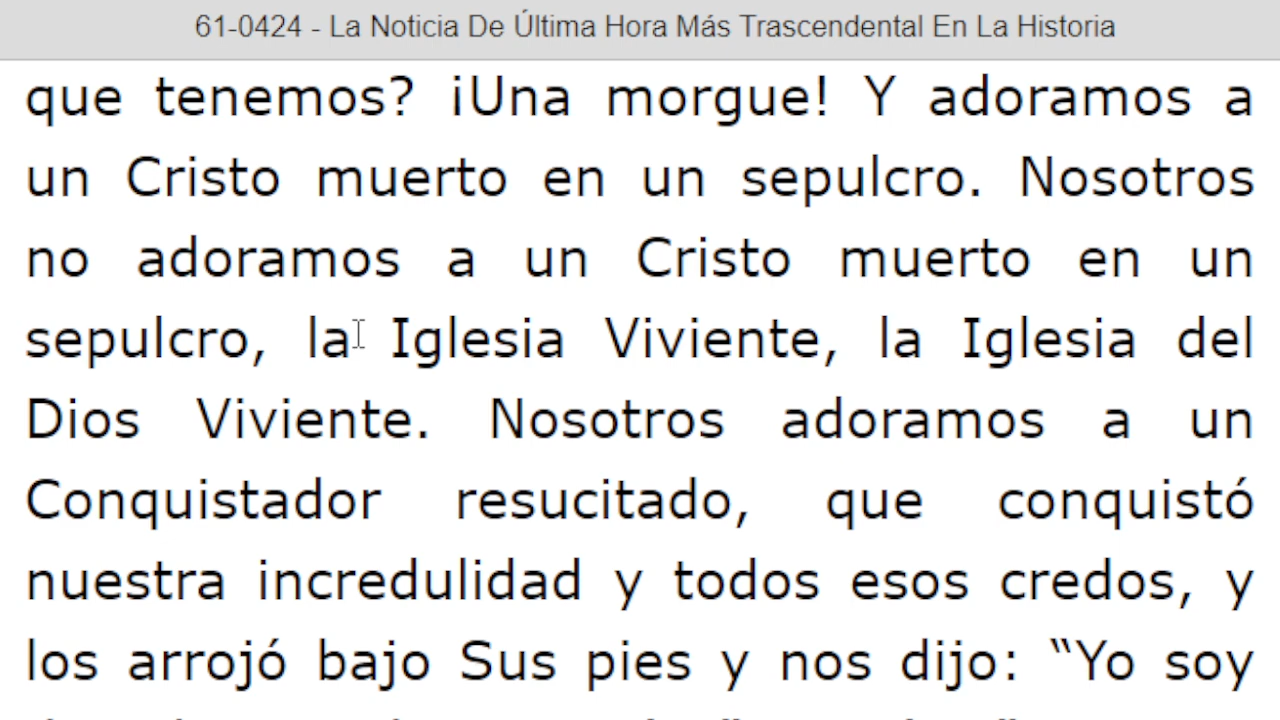 61-0424 - La Noticia De Última Hora Más Trascendental En La Historia
que tenemos? ¡Una morgue! Y adoramos a
un Cristo muerto en un sepulcro. Nosotros
no adoramos a un Cristo muerto en un
sepulcro, la Iglesia Viviente, la Iglesia del
Dios Viviente. Nosotros adoramos a un
Conquistador resucitado, que conquistó
nuestra incredulidad y todos esos credos, y
los arrojó bajo Sus pies y nos dijo: “Yo soy